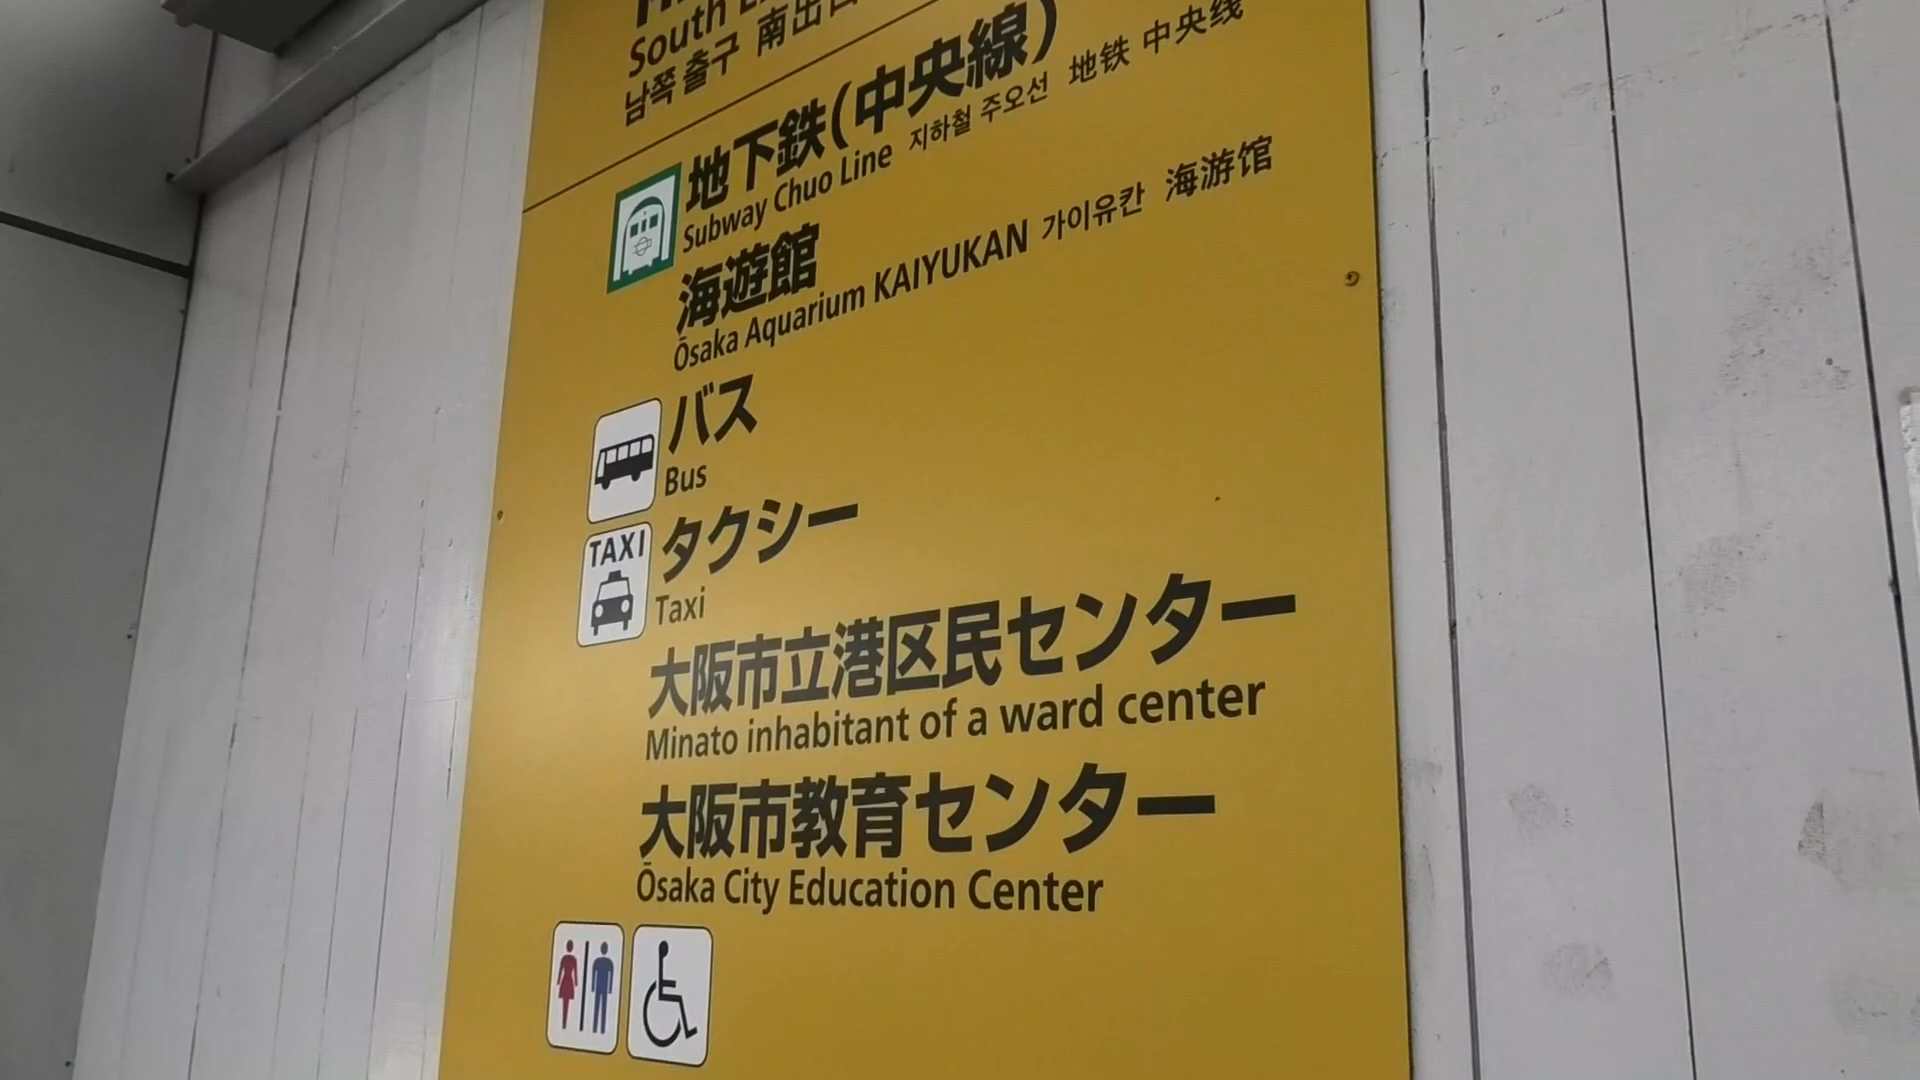 South
남쪽 출구 南出口
地下鉄(中央線)
Subway Chuo Line 지하철 주오선 地铁 中央线
海遊館
Ōsaka Aquarium KAIYUKAN 가이유칸 海游馆
バス
Bus
TAXI
タクシー
Taxi
大阪市立港区民センター
Minato inhabitant of a ward center
大阪市教育センター
Ōsaka City Education Center